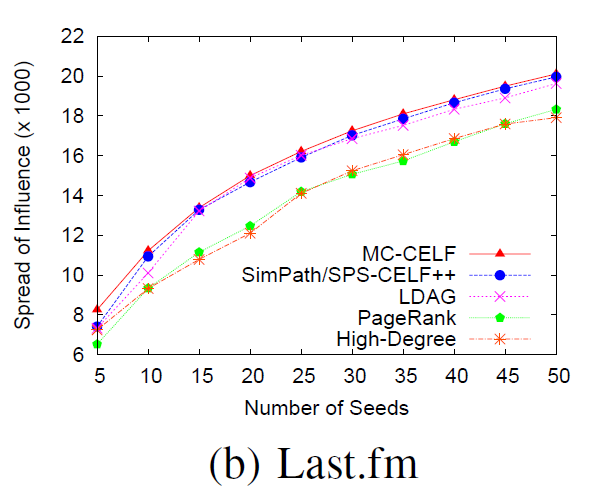 22
20
18
16
14
12
10
8
6
Spread of Influence (x 1000)
MC-CELF
SimPath/SPS-CELF++
LDAG
PageRank
High-Degree
5 10 15 20 25 30 35 40 45 50
Number of Seeds
(b) Last.fm